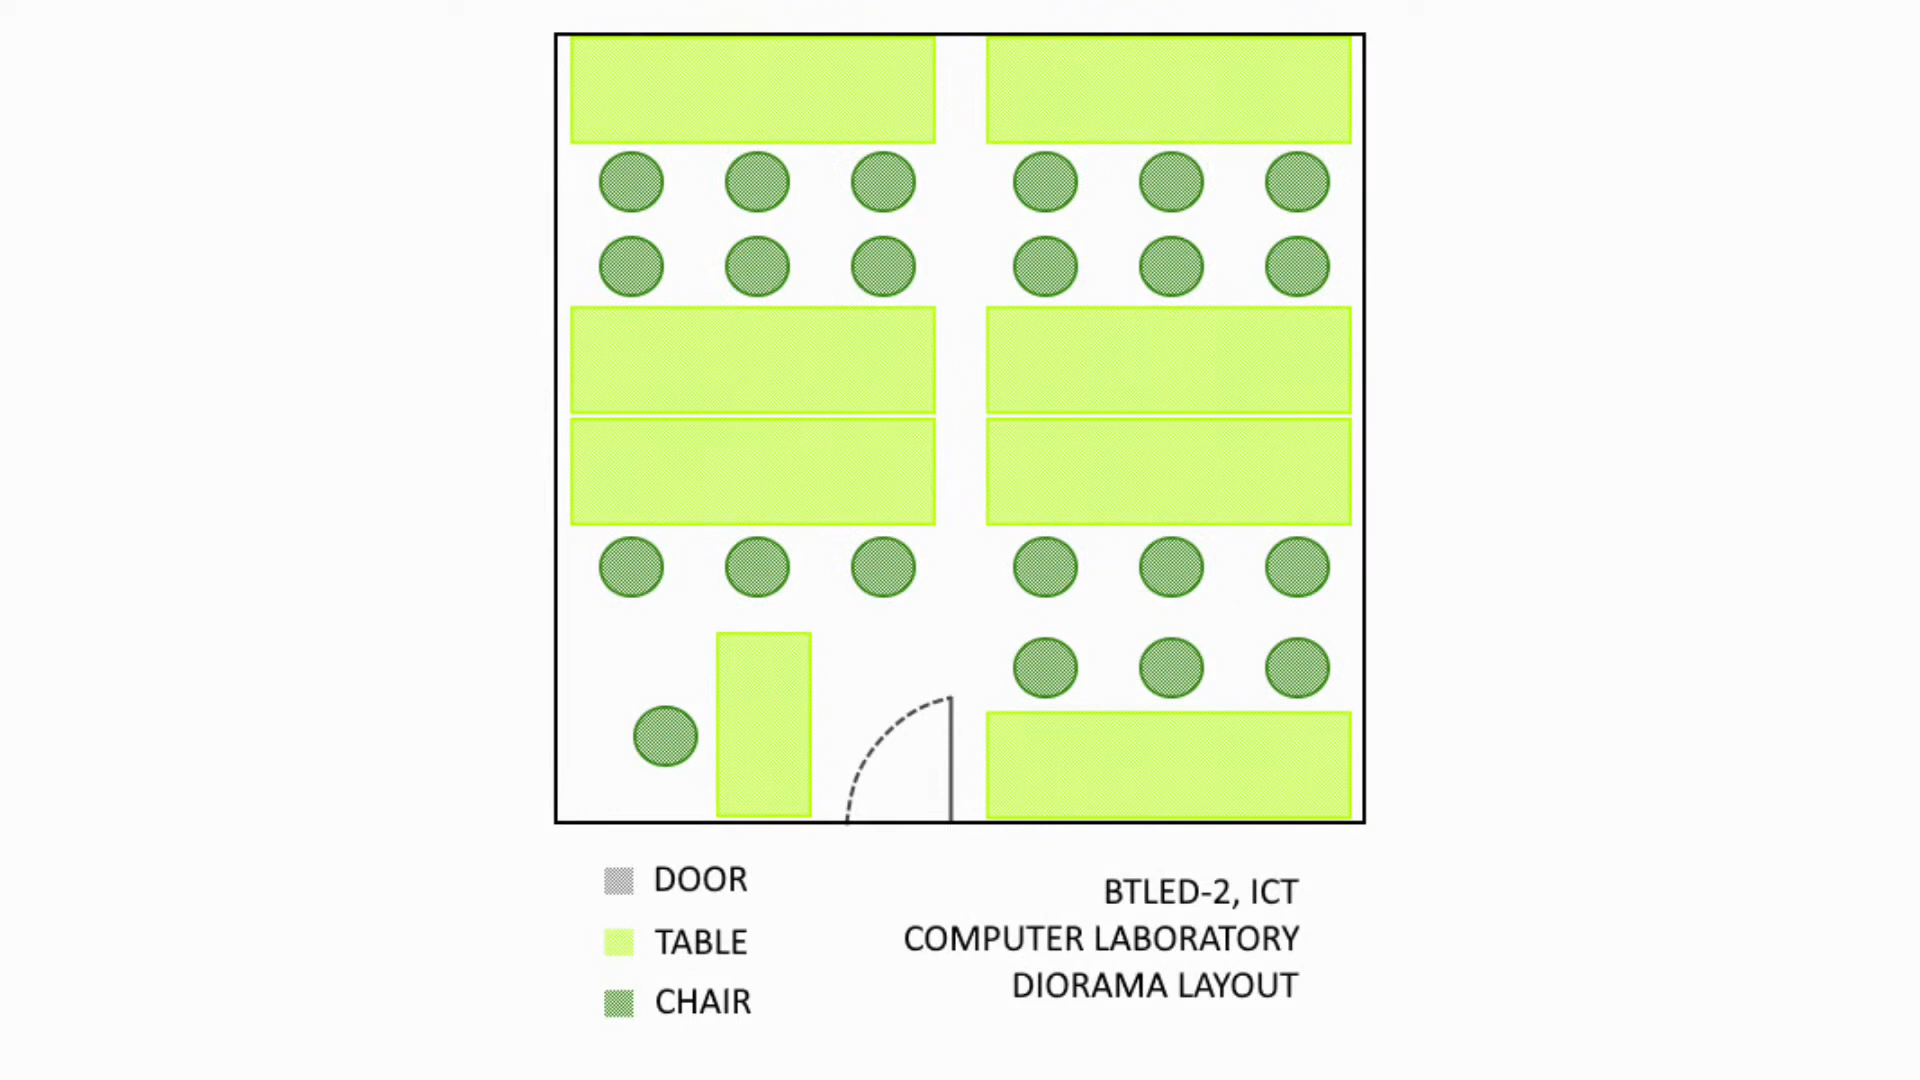 DOOR
TABLE
CHAIR
BTLED-2, ICT
COMPUTER LABORATORY
DIORAMA LAYOUT